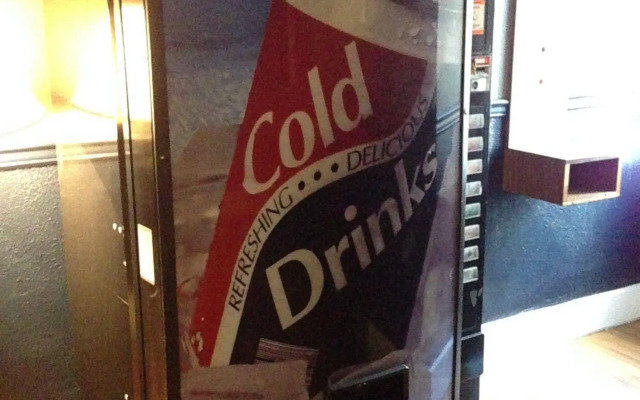 Cold
REFRESHING ••• DELICIOUS
Drinks